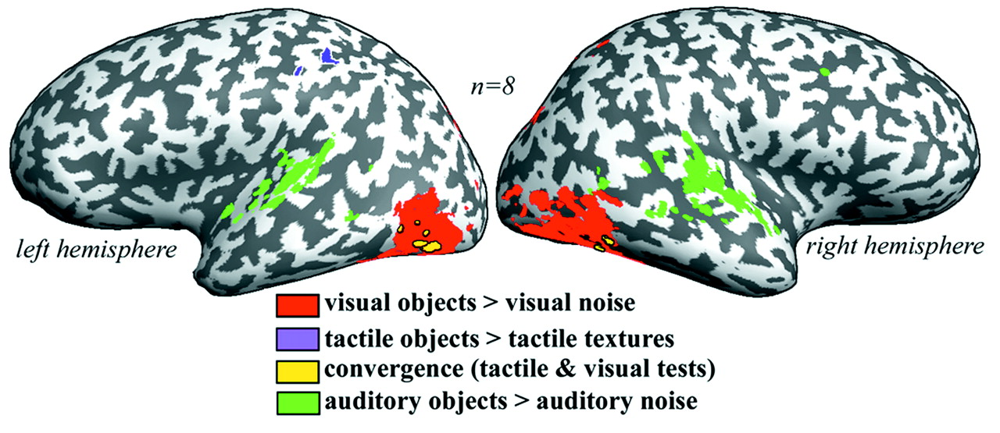 n=8
left hemisphere
right hemisphere
visual objects > visual noise
tactile objects > tactile textures
convergence (tactile & visual tests)
auditory objects > auditory noise